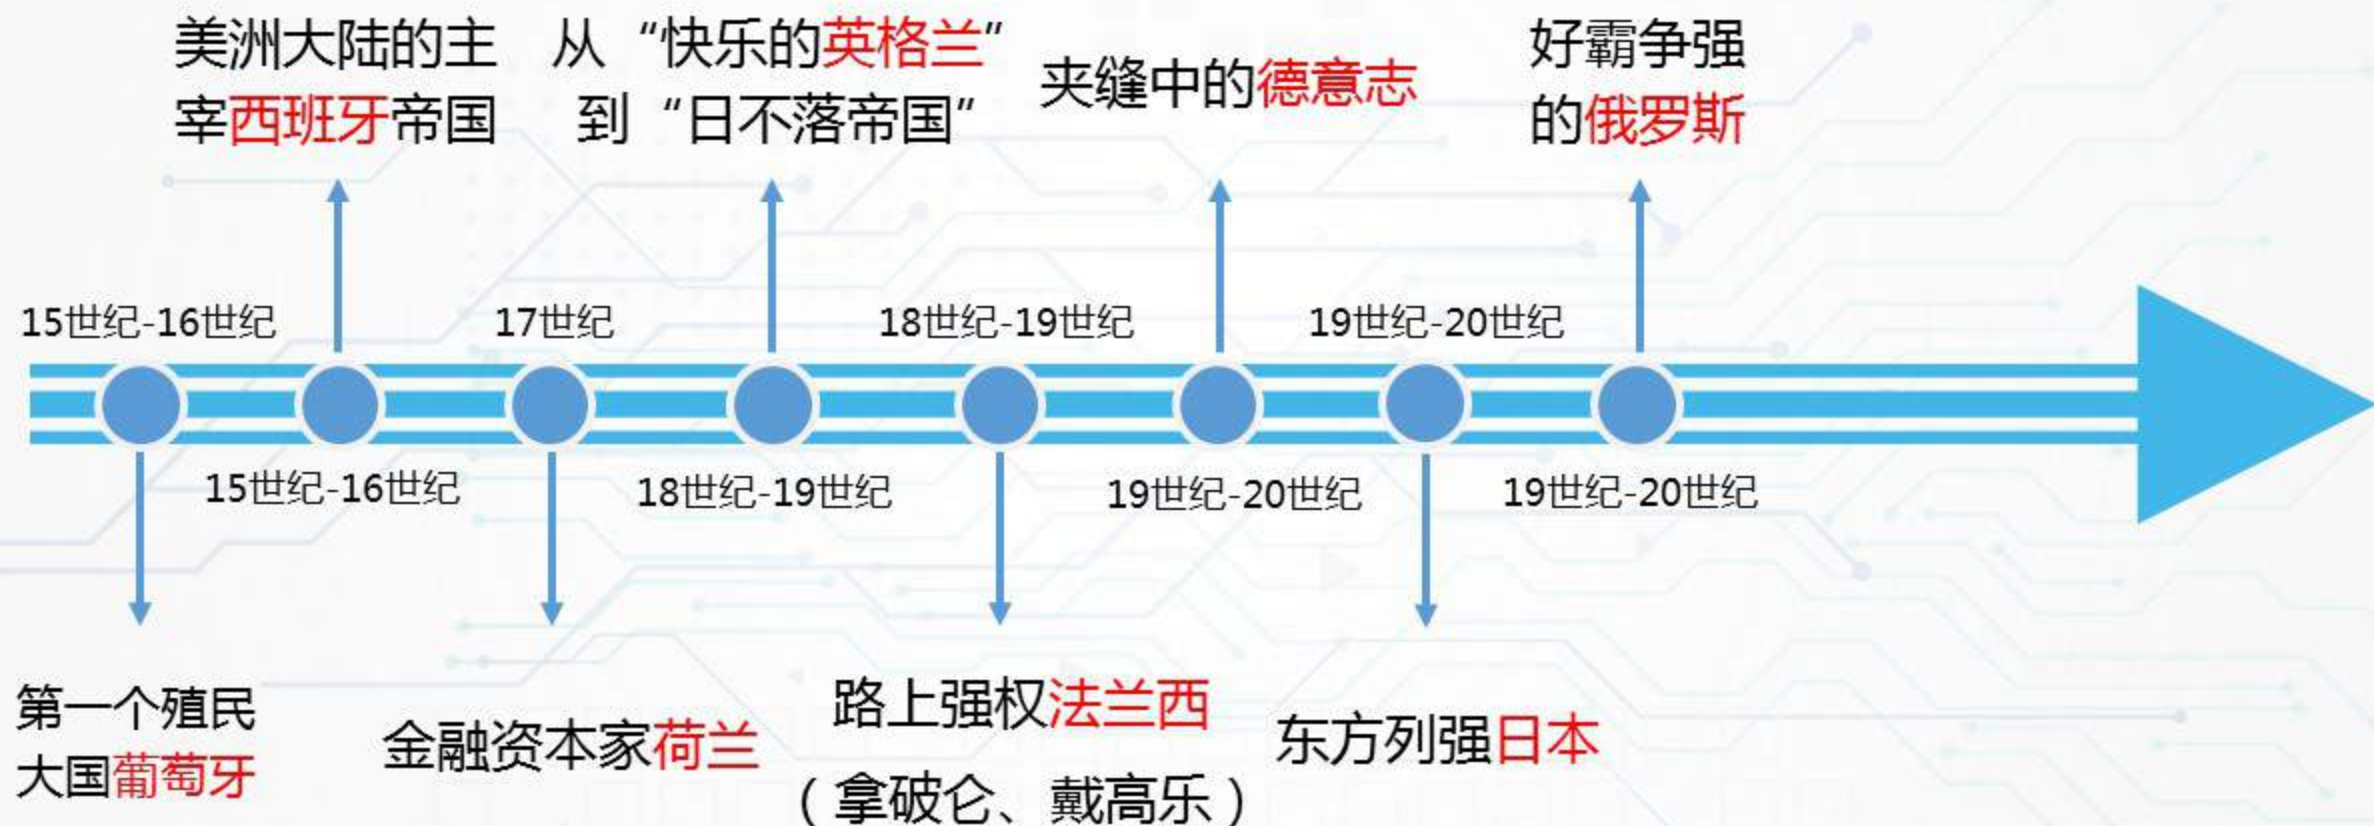 美洲大陆的主
宰西班牙帝国
从“快乐的英格兰”
到“日不落帝国”
夹缝中的德意志
好霸争强
的俄罗斯
15世纪-16世纪
17世纪
18世纪-19世纪
19世纪-20世纪
15世纪-16世纪
18世纪-19世纪
19世纪-20世纪
19世纪-20世纪
第一个殖民
大国葡萄牙
金融资本家荷兰
路上强权法兰西
（拿破仑、戴高乐）
东方列强日本